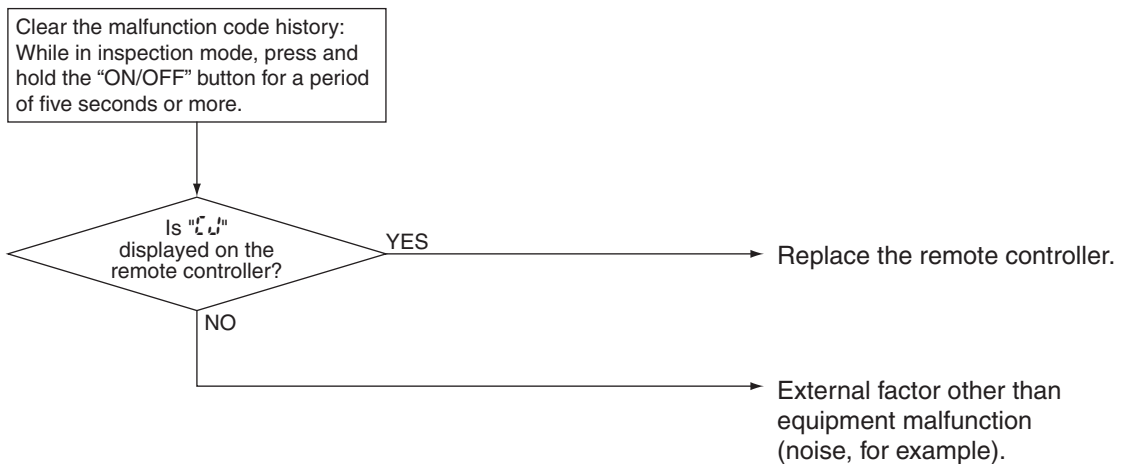 Clear the malfunction code history:
While in inspection mode, press and
hold the “ON/OFF” button for a period
of five seconds or more.
Is "CJ"
displayed on the
remote controller?
YES
Replace the remote controller.
NO
External factor other than
equipment malfunction
(noise, for example).